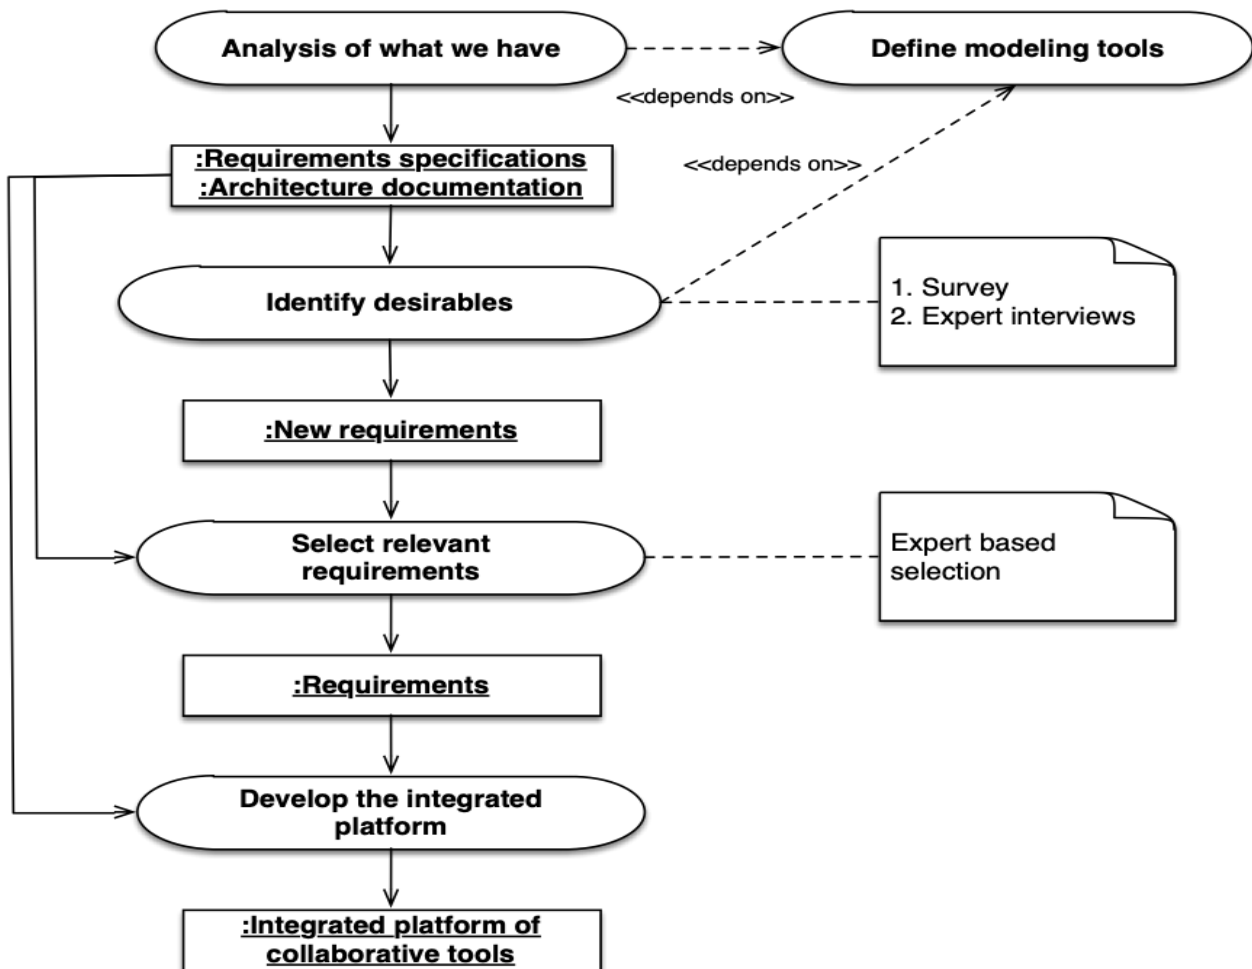 Analysis of what we have
Define modeling tools
<<depends on>>
:Requirements specifications
:Architecture documentation
<<depends on>>
Identify desirables
1. Survey
2. Expert interviews
:New requirements
Select relevant
requirements
Expert based
selection
:Requirements
Develop the integrated
platform
:Integrated platform of
collaborative tools